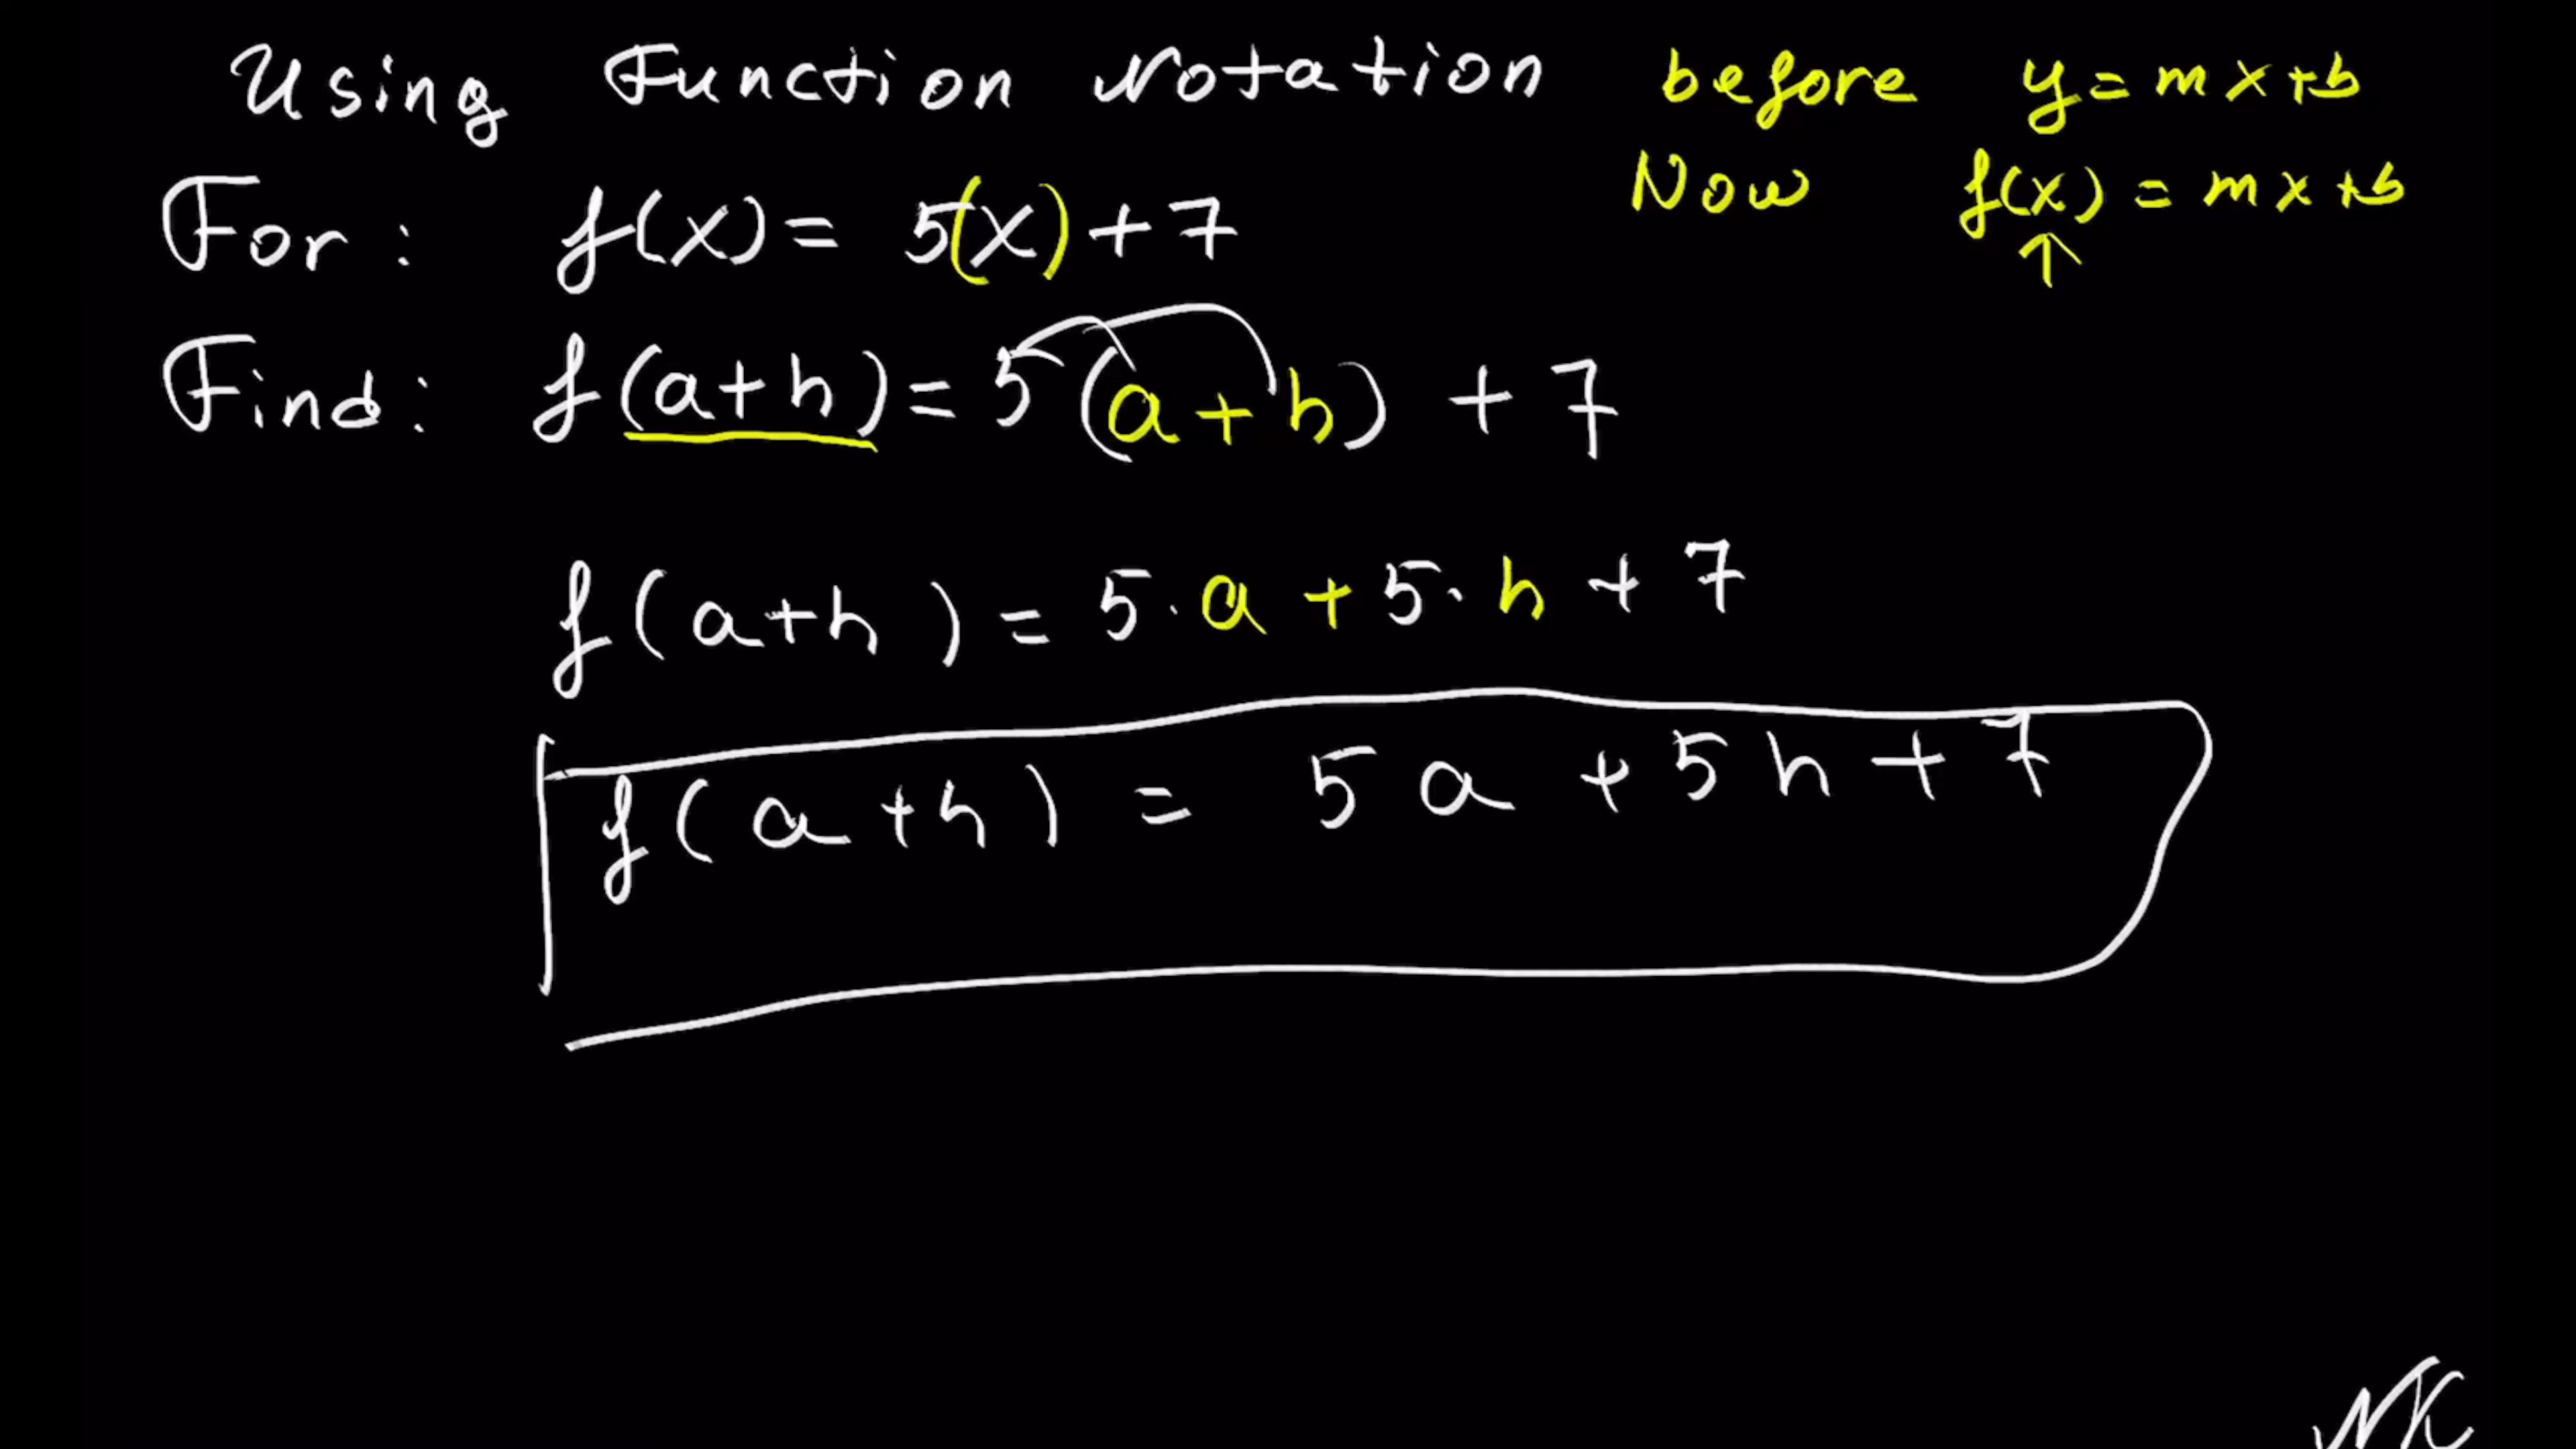 Using Function Notation before y = mx+b
Now f(x) = mx+b
↑
For: f(x) = 5(x)+7
Find: f(a+h) = 5(a+h) + 7
f(a+h) = 5·a + 5·h + 7
f(a+h) = 5a + 5h + 7
NK